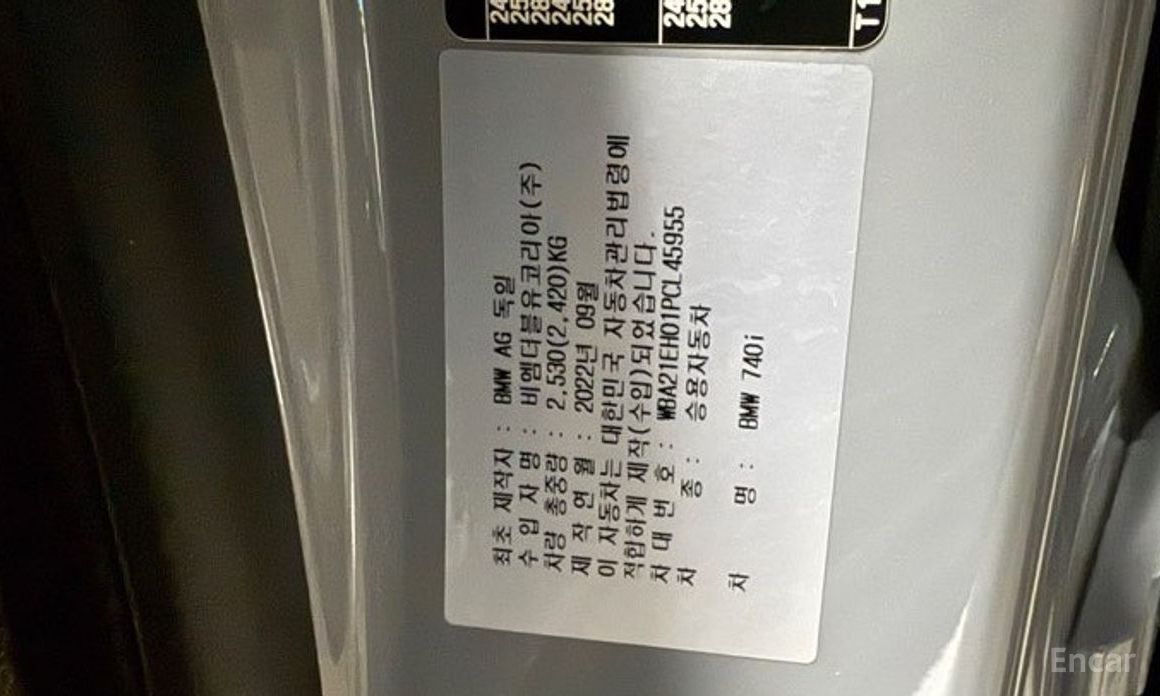 최초 제작자 : BMW AG 독일
수 입 자 명 : 비엠더블유코리아(주)
차량 총중량 : 2,530(2,420)KG
제 작 연 월 : 2022년 09월
이 자동차는 대한민국 자동차관리법령에
적합하게 제작(수입)되었습니다.
차 대 번 호 : WBA21EH01PCL45955
차 종 : 승용자동차
차 명 : BMW 740i
Encar